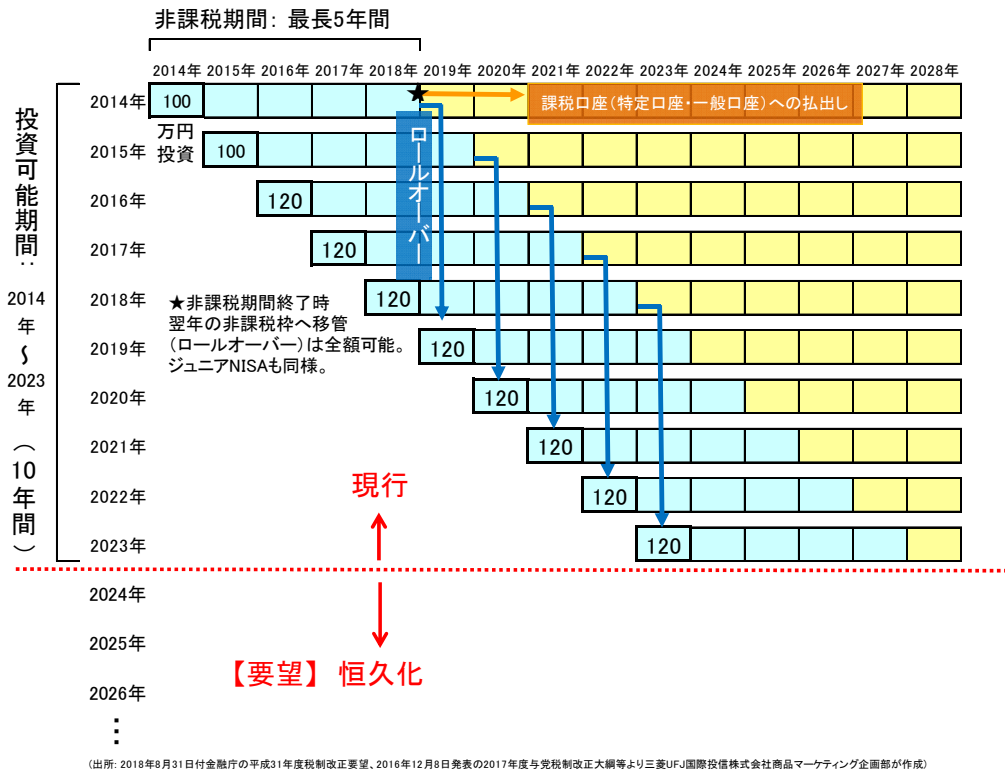 非課税期間: 最長5年間
2014年 2015年 2016年 2017年 2018年 2019年 2020年 2021年 2022年 2023年 2024年 2025年 2026年 2027年 2028年
投資可能期間: 2014年～2023年（10年間）
2014年 100 ★ 課税口座(特定口座・一般口座)への払出し
万円
投資
ロールオーバー
2015年 100
2016年 120
2017年 120
2018年 120
★非課税期間終了時
翌年の非課税枠へ移管
(ロールオーバー)は全額可能。
ジュニアNISAも同様。
2019年 120
2020年 120
2021年 120
2022年 120
2023年 120
現行
2024年
2025年
【要望】 恒久化
2026年
⋮
(出所: 2018年8月31日付金融庁の平成31年度税制改正要望、2016年12月8日発表の2017年度与党税制改正大綱等より三菱UFJ国際投信株式会社商品マーケティング企画部が作成)